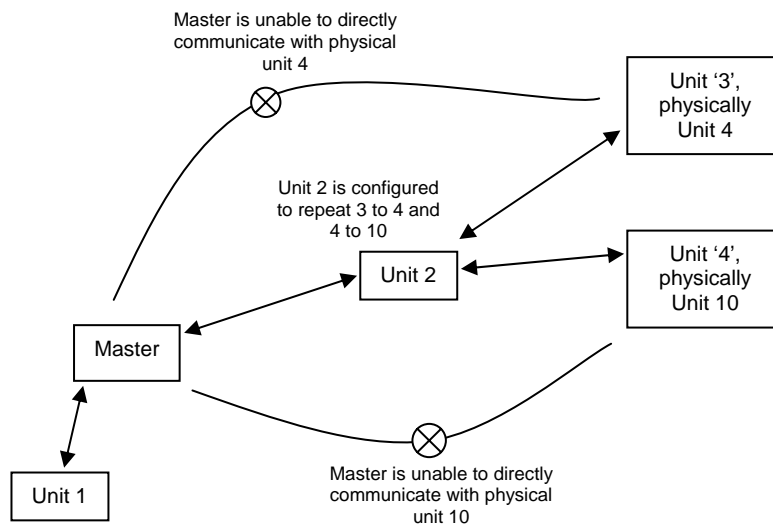 Master is unable to directly
communicate with physical
unit 4
Unit ‘3’,
physically
Unit 4
Unit 2 is configured
to repeat 3 to 4 and
4 to 10
Unit 2
Unit ‘4’,
physically
Unit 10
Master
Unit 1
Master is unable to directly
communicate with physical
unit 10